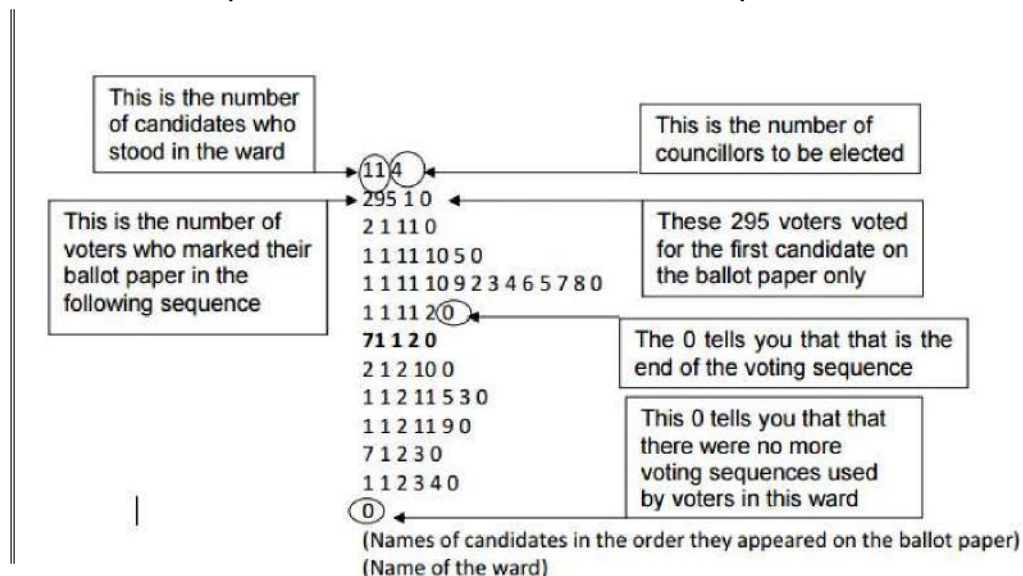 This is the number
of candidates who
stood in the ward
This is the number of
councillors to be elected
11 4
295 1 0
This is the number of
voters who marked their
ballot paper in the
following sequence
These 295 voters voted
for the first candidate on
the ballot paper only
2 1 11 0
1 1 11 10 5 0
1 1 11 10 9 2 3 4 6 5 7 8 0
1 1 11 2 0
71 1 2 0
The 0 tells you that that is the
end of the voting sequence
2 1 2 10 0
1 1 2 11 5 3 0
1 1 2 11 9 0
7 1 2 3 0
1 1 2 3 4 0
This 0 tells you that that
there were no more
voting sequences used
by voters in this ward
0
(Names of candidates in the order they appeared on the ballot paper)
(Name of the ward)